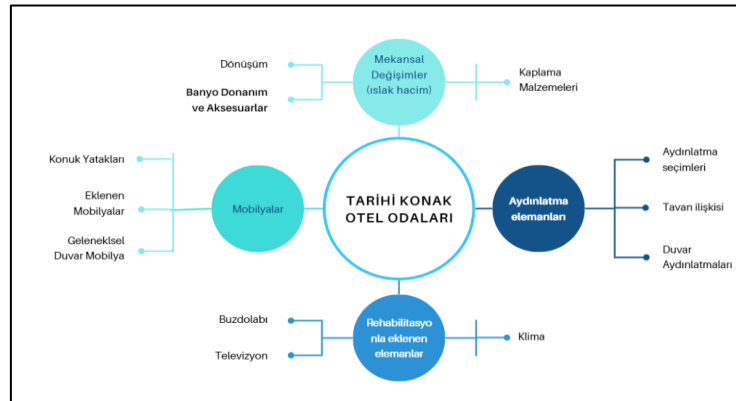 Mekansal
Değişimler
(ıslak hacim)
Dönüşüm
Banyo Donanım
ve Aksesuarlar
Kaplama
Malzemeleri
Konuk Yatakları
Eklenen
Mobilyalar
Geleneklsel
Duvar Mobilya
Mobilyalar
TARİHİ KONAK
OTEL ODALARI
Aydınlatma
elemanları
Aydınlatma
seçimleri
Tavan ilişkisi
Duvar
Aydınlatmaları
Buzdolabı
Televizyon
Rehabilitasyo
nla eklenen
elemanlar
Klima